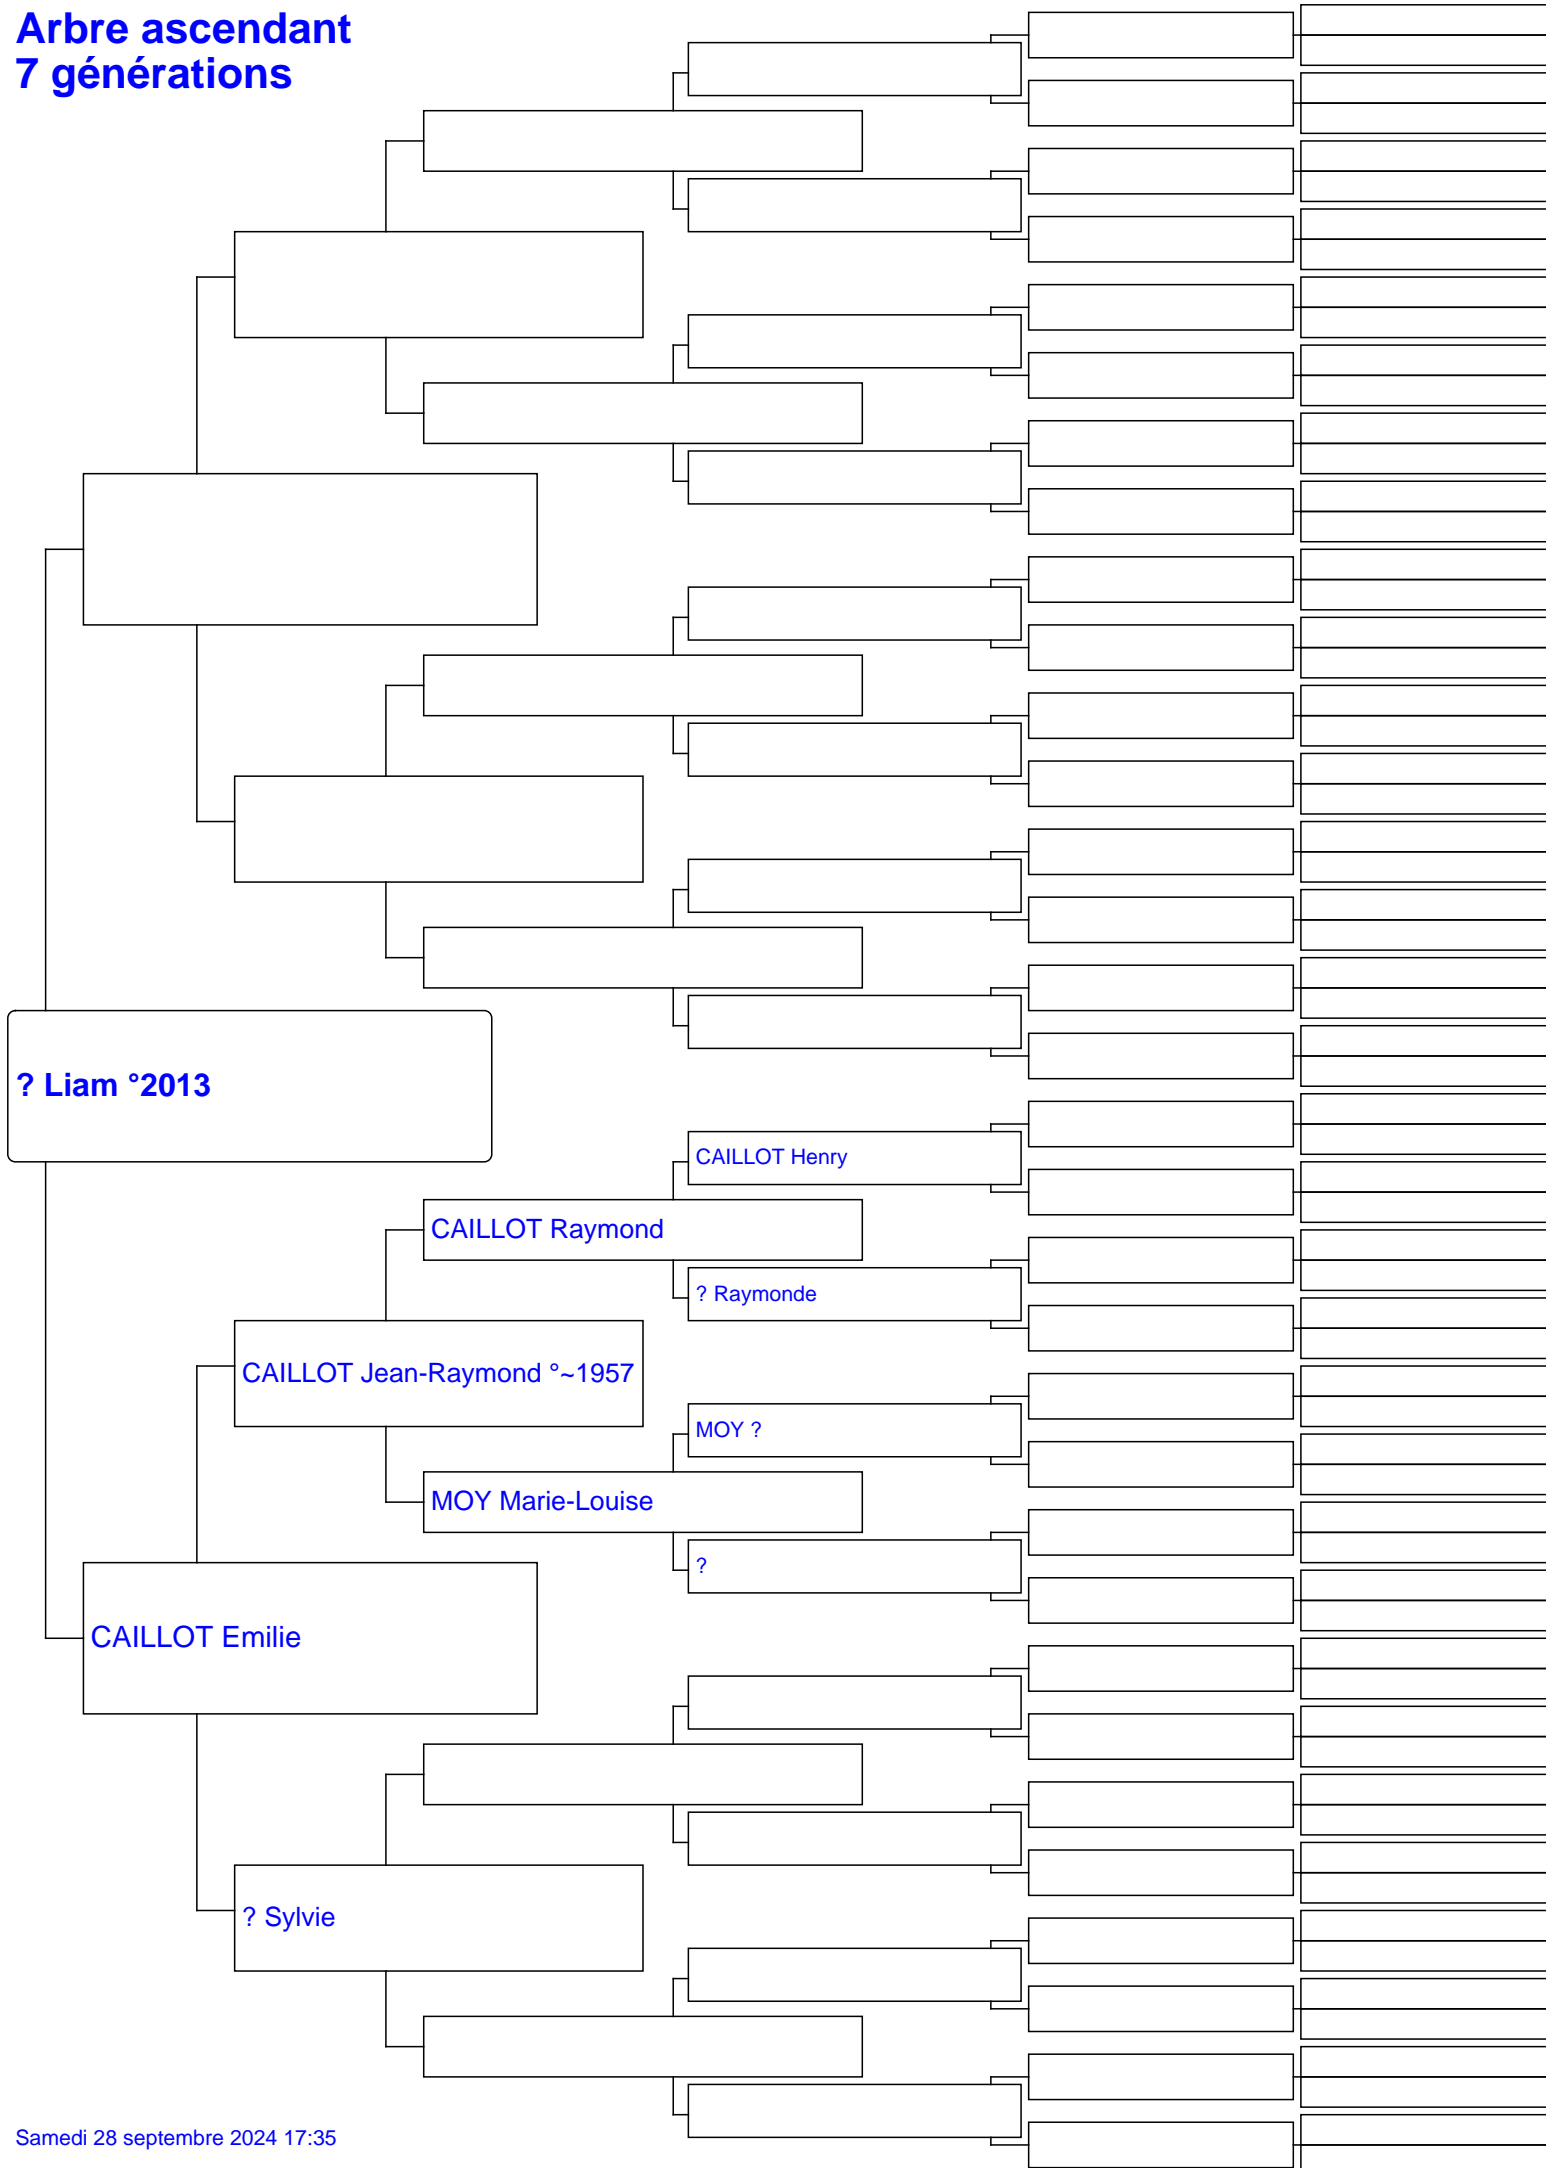 Arbre ascendant
7 générations
? Liam °2013
CAILLOT Henry
CAILLOT Raymond
? Raymonde
CAILLOT Jean-Raymond °~1957
MOY ?
MOY Marie-Louise
?
CAILLOT Emilie
? Sylvie
Samedi 28 septembre 2024 17:35